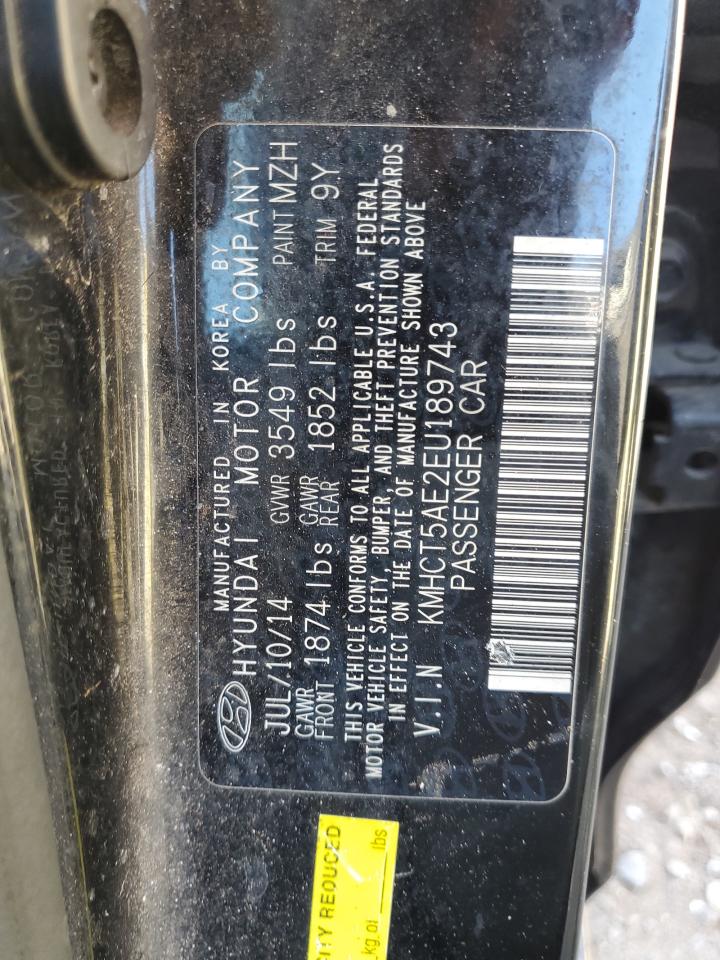 MANUFACTURED IN KOREA BY
HYUNDAI MOTOR COMPANY
JUL/10/14 GVWR 3549 lbs PAINT MZH
GAWR FRONT 1874 lbs GAWR REAR 1852 lbs TRIM 9Y
THIS VEHICLE CONFORMS TO ALL APPLICABLE U.S.A. FEDERAL
MOTOR VEHICLE SAFETY, BUMPER, AND THEFT PREVENTION STANDARDS
IN EFFECT ON THE DATE OF MANUFACTURE SHOWN ABOVE
V.I.N KMHCT5AE2EU189743
PASSENGER CAR
REDUCED
lbs